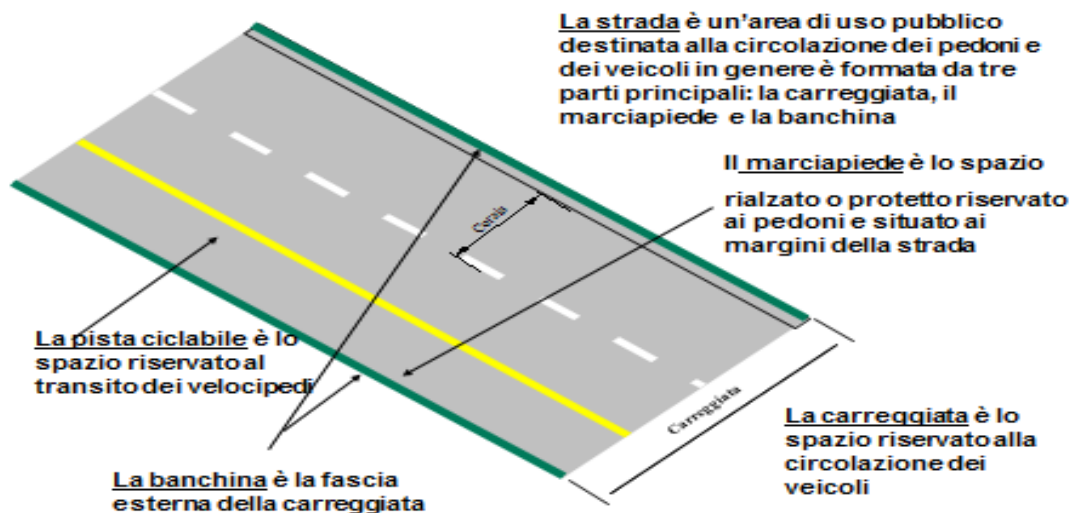 La strada è un'area di uso pubblico
destinata alla circolazione dei pedoni e
dei veicoli in genere è formata da tre
parti principali: la carreggiata, il
marciapiede e la banchina
Il marciapiede è lo spazio
rialzato o protetto riservato
ai pedoni e situato ai
margini della strada
Corsia
La pista ciclabile è lo
spazio riservato al
transito dei velocipedi
Carreggiata
La carreggiata è lo
spazio riservato alla
circolazione dei
veicoli
La banchina è la fascia
esterna della carreggiata